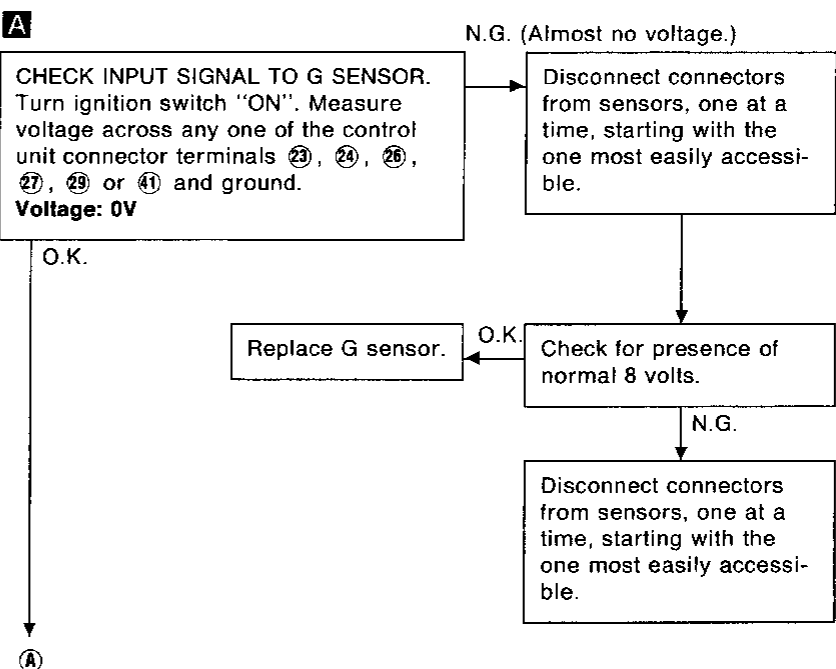 A
N.G. (Almost no voltage.)
CHECK INPUT SIGNAL TO G SENSOR.
Turn ignition switch "ON". Measure
voltage across any one of the control
unit connector terminals ㉓, ㉔, ㉖,
㉗, ㉙ or ㊶ and ground.
Voltage: 0V
Disconnect connectors
from sensors, one at a
time, starting with the
one most easily accessi-
ble.
O.K.
Replace G sensor.
O.K.
Check for presence of
normal 8 volts.
N.G.
Disconnect connectors
from sensors, one at a
time, starting with the
one most easily accessi-
ble.
Ⓐ